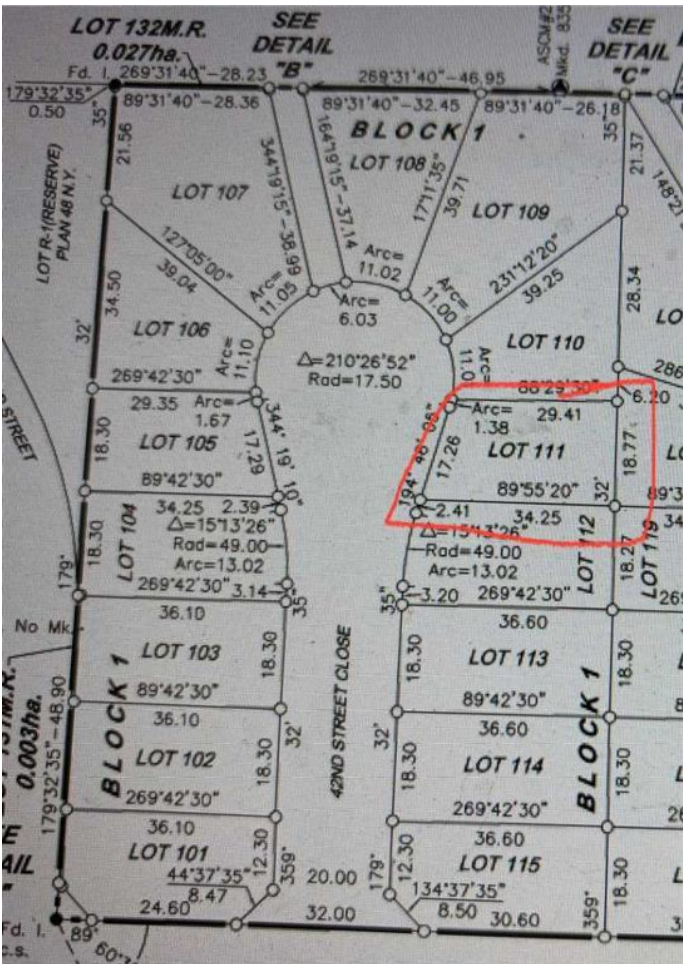 LOT 132M.R.
0.027ha.
SEE
DETAIL
"B"
SEE
DETAIL
"C"
ASCM#2
Mkd. 835
Fd. I.
269°31'40"-28.23
269°31'40"-46.95
179°32'35"
0.50
89°31'40"-28.36
89°31'40"-32.45
89°31'40"-26.18
35"
21.56
BLOCK 1
35"
21.37
LOT R-1(RESERVE)
PLAN 48 N.Y.
LOT 107
344°19'15"-38.99
164°19'15"-37.14
LOT 108
17°11'35"
39.71
LOT 109
127°05'00"
39.04
231°12'20"
39.25
34.50
32'
Arc=
11.05
Arc=
6.03
Arc=
11.02
Arc=
11.00
28.34
LOT 106
Arc=
11.10
Δ=210°26'52"
Rad=17.50
LOT 110
Arc=
LO
286
269°42'30"
29.35
Arc=
1.67
88°29'30"
29.41
6.20
Arc=
1.38
STREET
18.30
LOT 105
344° 19' 10"
17.29
17.26
LOT 111
18.77
89°42'30"
34.25
2.39
2.41
89°55'20"
34.25
32'
LOT 104
18.30
Δ=15°13'26"
Rad=49.00
Arc=13.02
Δ=15°13'26"
Rad=49.00
Arc=13.02
LOT 112
18.27
LOT 119
179°
269°42'30"
3.14
35"
36.10
35"
3.20
269°42'30"
36.60
No Mk.
LOT 103
18.30
18.30
LOT 113
18.30
89°42'30"
36.10
89°42'30"
36.60
0.003ha.
179°32'35"-48.90
BLOCK 1
LOT 102
18.30
32'
42ND STREET CLOSE
32'
18.30
LOT 114
BLOCK 1
18.30
269°42'30"
36.10
269°42'30"
36.60
LOT 101
12.30
359°
20.00
179°
12.30
LOT 115
18.30
44°37'35"
8.47
134°37'35"
8.50
24.60
32.00
30.60
359°
Fd. I.
c.s.
89°